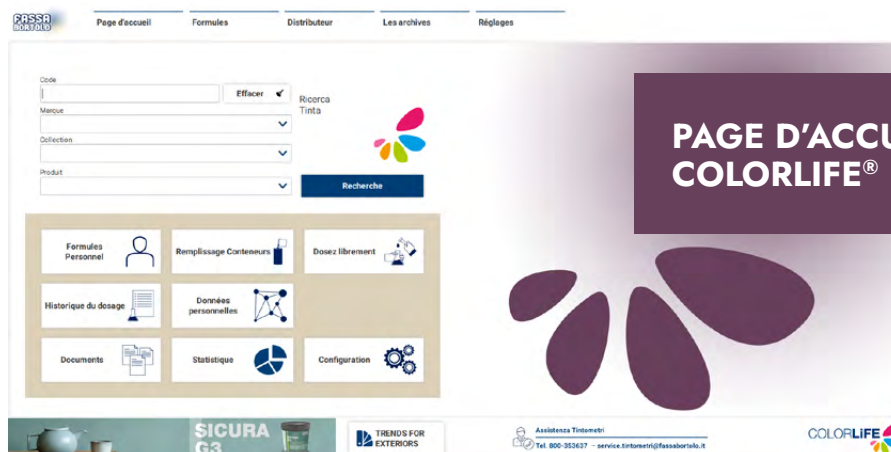 FASSA
BORTOLO
Page d'accueil Formules Distributeur Les archives Réglages
Code
Effacer
Ricerca
Tinta
Marque
Collection
Produit
Recherche
PAGE D'ACCU
COLORLIFE®
Formules
Personnel
Remplissage Conteneurs
Dosez librement
Historique du dosage
Données
personnelles
Documents
Statistique
Configuration
SICURA
G3
TRENDS FOR
EXTERIORS
Assistenza Tintometri
Tel. 800-353637 - service.tintometri@fassabortolo.it
COLORLIFE